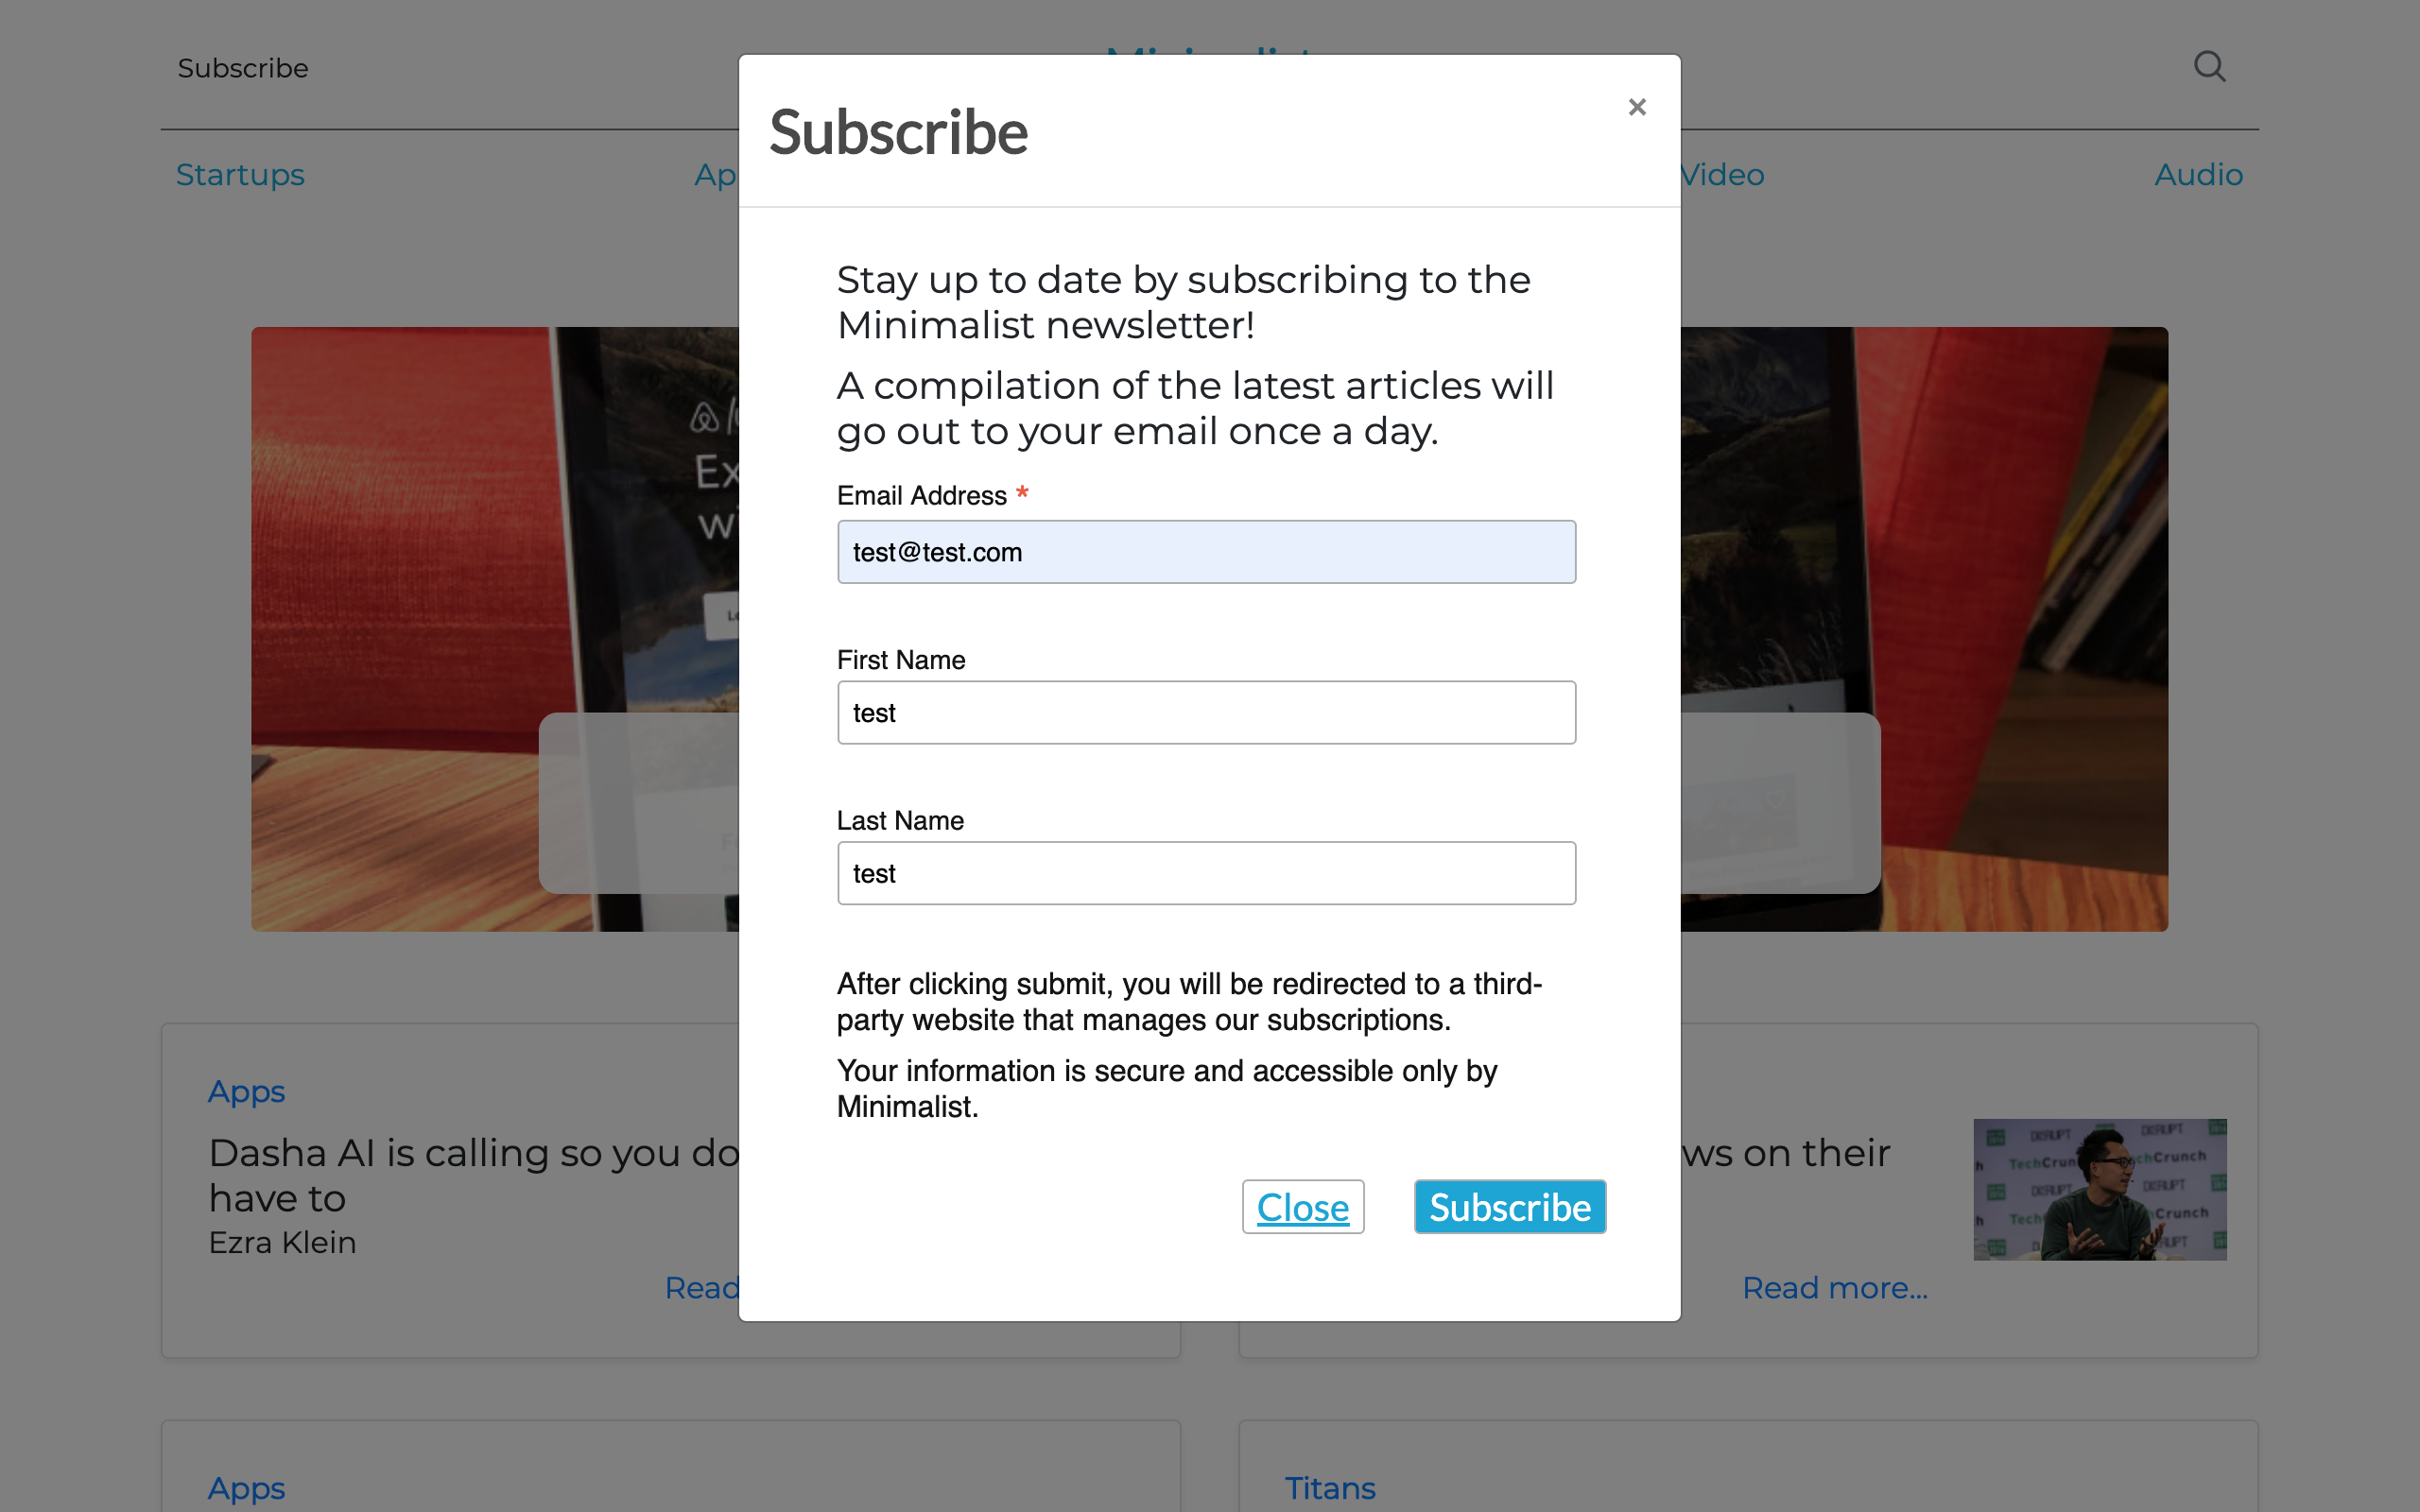 Subscribe
Startups
Video
Audio
Subscribe
×
Stay up to date by subscribing to the
Minimalist newsletter!
A compilation of the latest articles will
go out to your email once a day.
Email Address *
test@test.com
First Name
test
Last Name
test
After clicking submit, you will be redirected to a third-
party website that manages our subscriptions.
Your information is secure and accessible only by
Minimalist.
Close
Subscribe
Apps
Dasha AI is calling so you do
have to
Ezra Klein
Read
ws on their
DISRUPT
DISRUPT
TechCrunch
Read more...
Apps
Titans